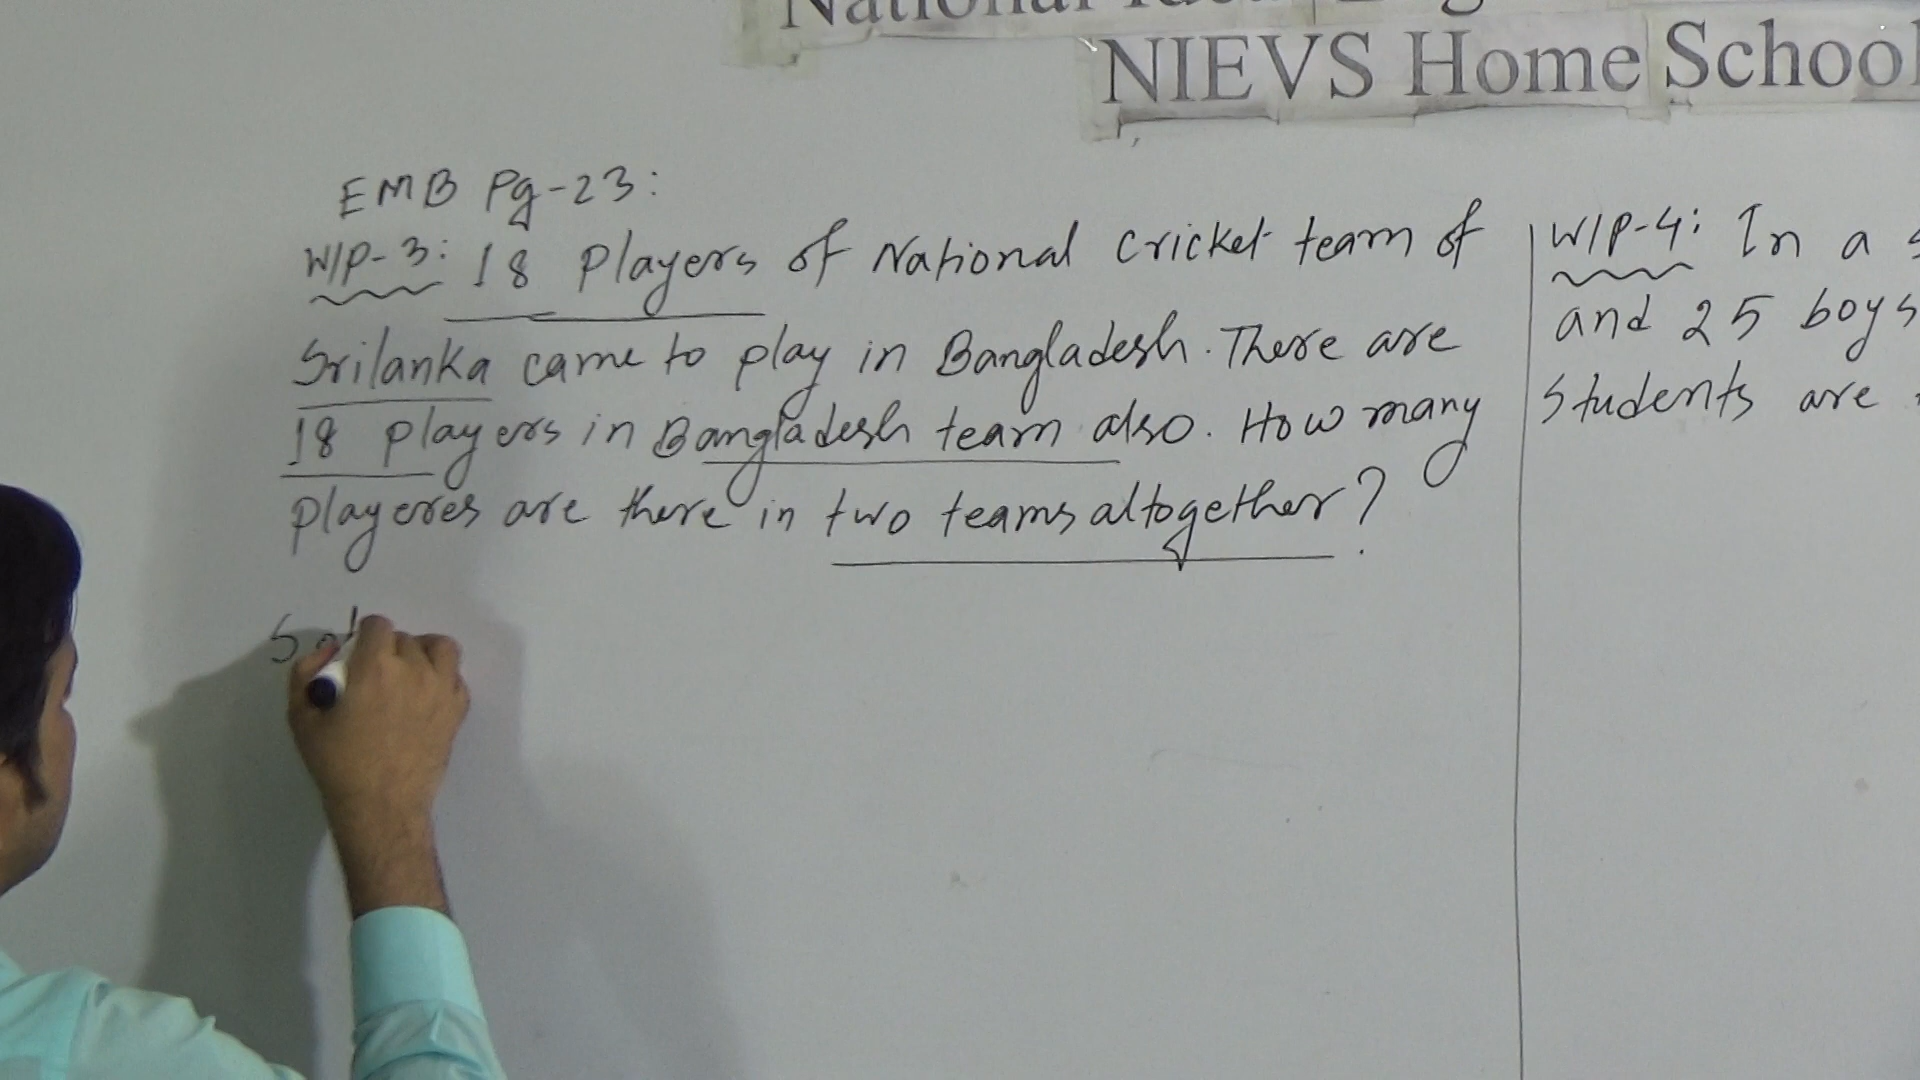 National
NIEVS Home School
EMB Pg-23:
W/P-3: 18 Players of National Cricket team of
Srilanka came to play in Bangladesh. There are
18 players in Bangladesh team also. How many
playeres are there in two teams altogether?
W/P-4: In a
and 25 boys
Students are